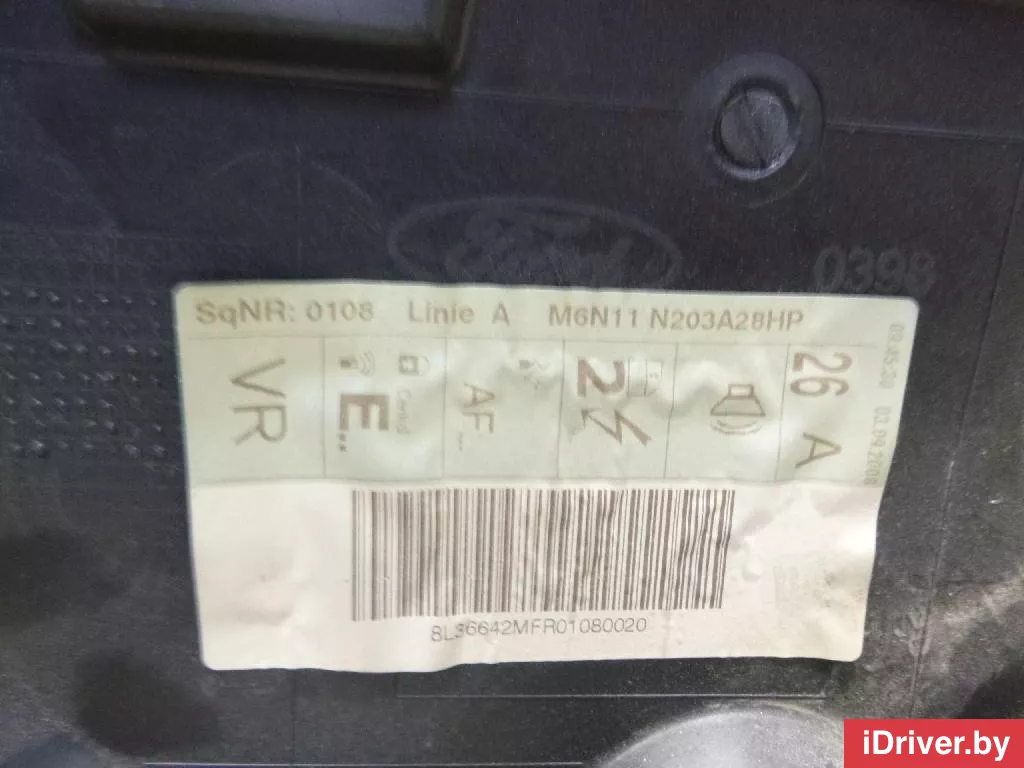 Ford
0398
SqNR: 0108 Linie A M6N11 N203A28HP
VR
E..
AF...
2
26
A
8L36642MFR01080020
iDriver.by